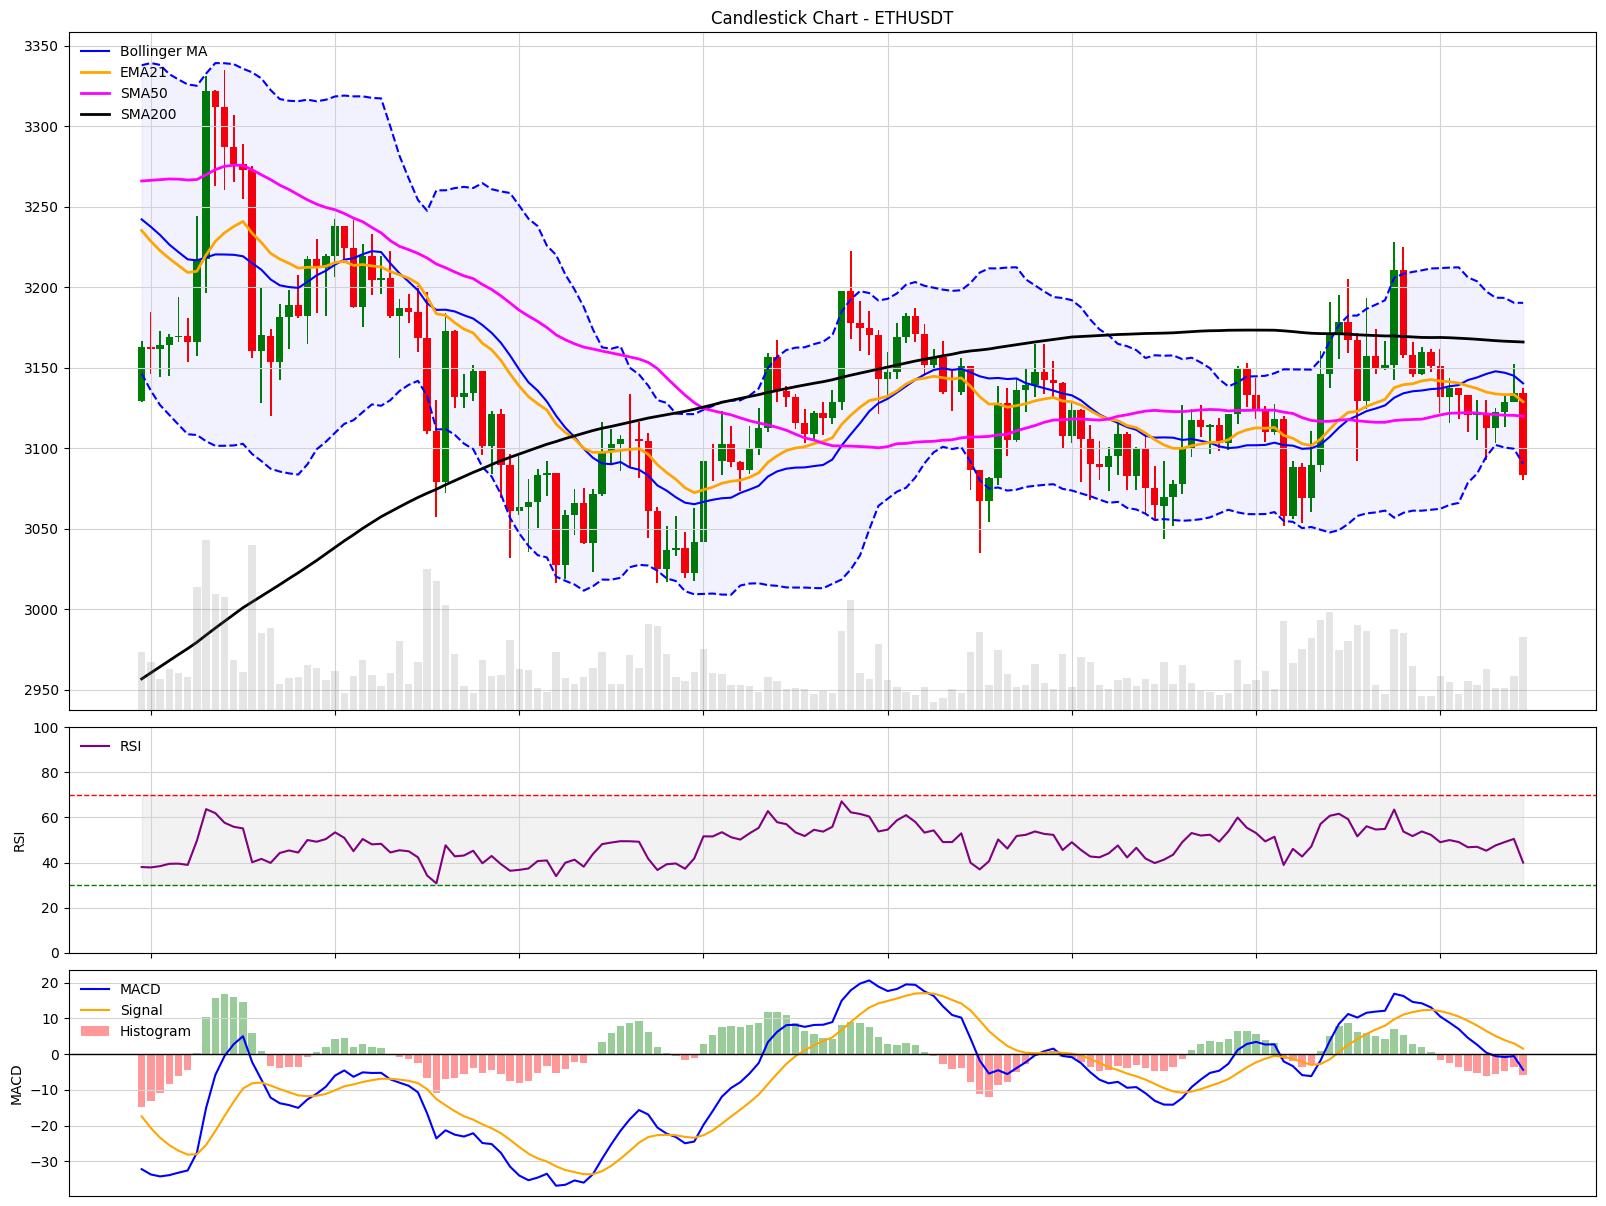 Candlestick Chart - ETHUSDT
3350
3300
3250
3200
3150
3100
3050
3000
2950
Bollinger MA
EMA21
SMA50
SMA200
RSI
100
80
60
40
20
0
RSI
MACD
20
10
0
−10
−20
−30
MACD
Signal
Histogram